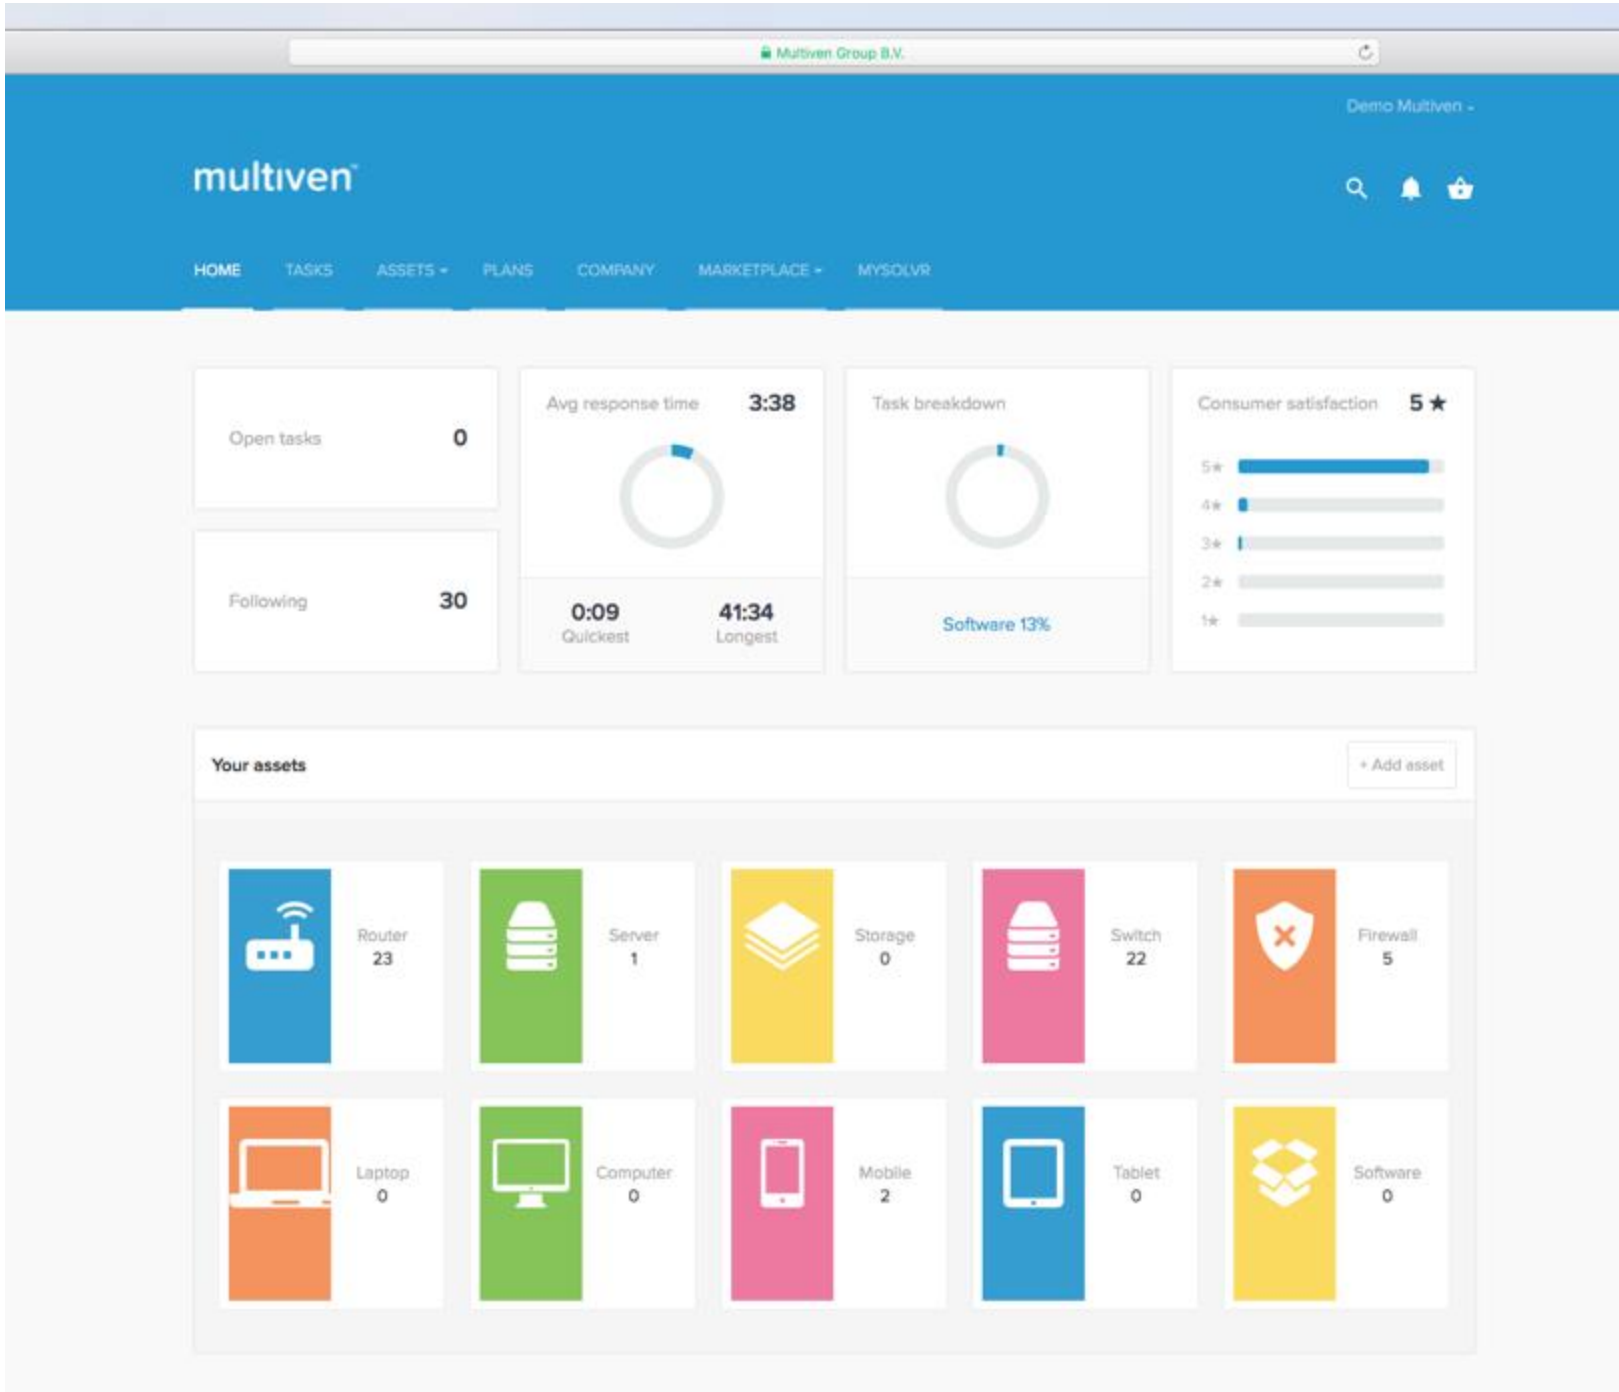 Multiven Group B.V.
Demo Multiven
multiven™
HOME TASKS ASSETS PLANS COMPANY MARKETPLACE MYSOLVR
Open tasks 0
Following 30
Avg response time 3:38
0:09 41:34
Quickest Longest
Task breakdown
Software 13%
Consumer satisfaction 5 ★
5★
4★
3★
2★
1★
Your assets
+ Add asset
Router
23
Server
1
Storage
0
Switch
22
Firewall
5
Laptop
0
Computer
0
Mobile
2
Tablet
0
Software
0